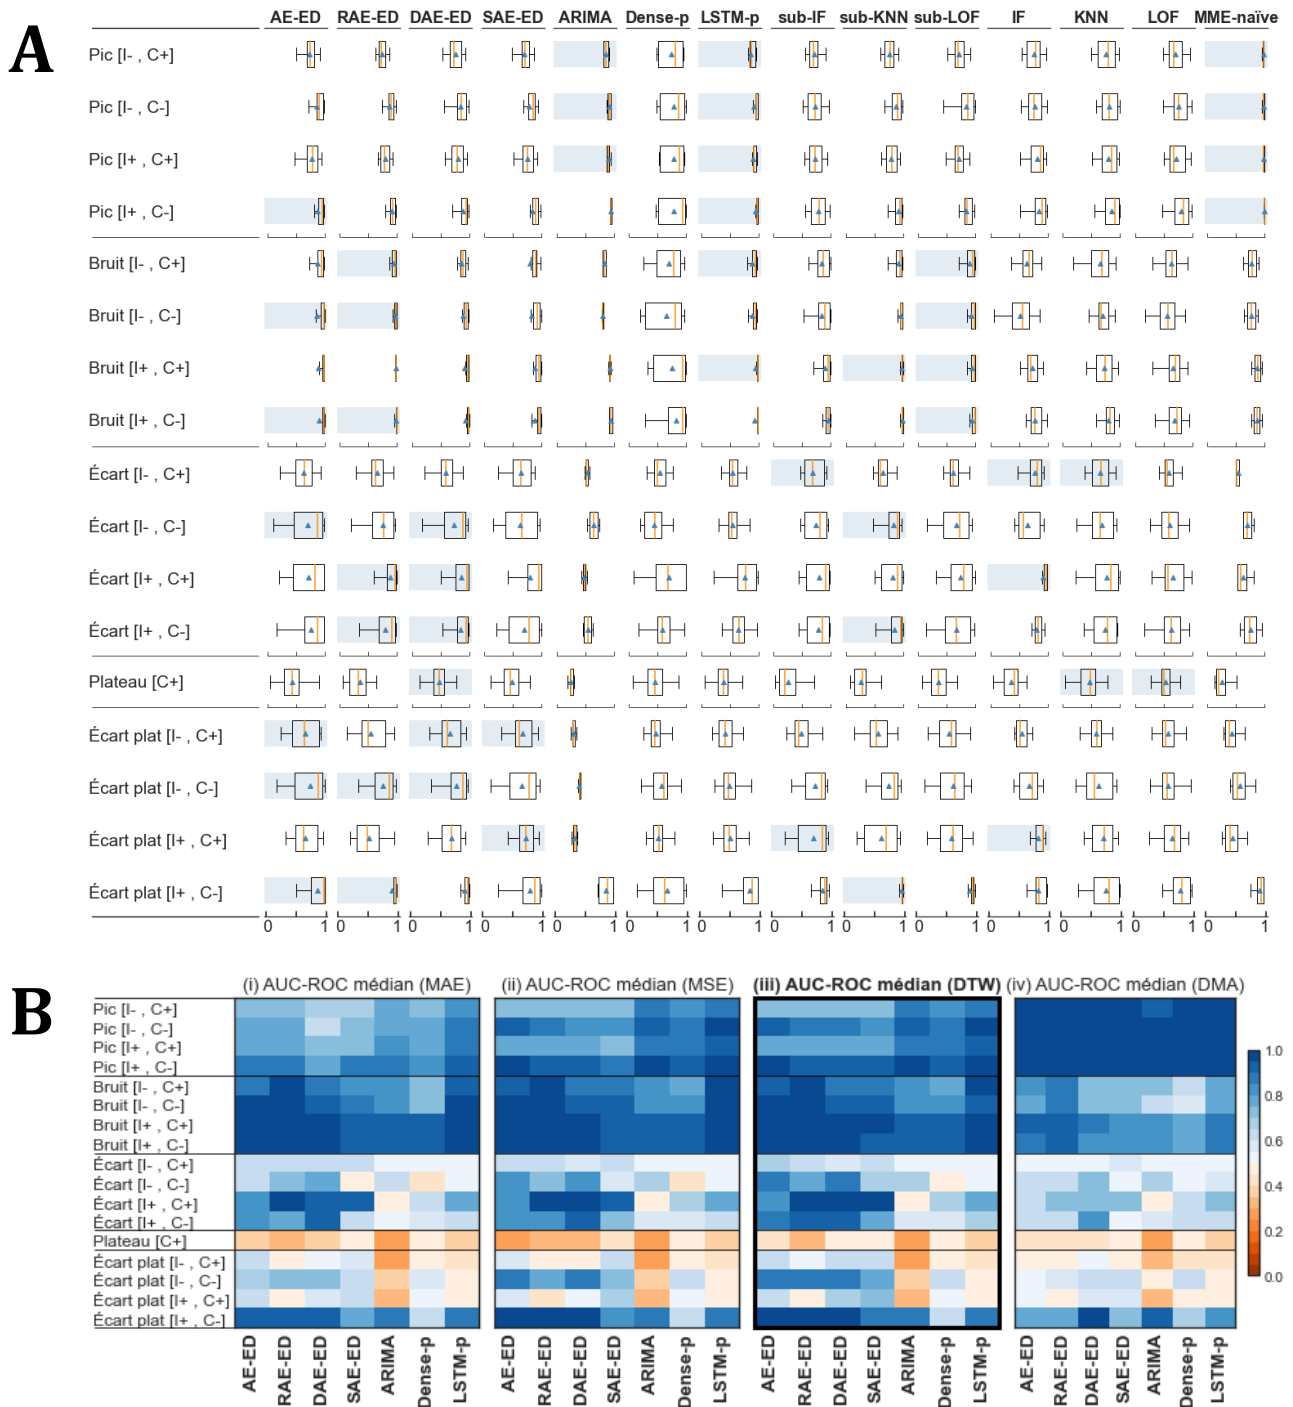 A
AE-ED RAE-ED DAE-ED SAE-ED ARIMA Dense-p LSTM-p sub-IF sub-KNN sub-LOF IF KNN LOF MME-naïve
Pic [I- , C+]
Pic [I- , C-]
Pic [I+ , C+]
Pic [I+ , C-]
Bruit [I- , C+]
Bruit [I- , C-]
Bruit [I+ , C+]
Bruit [I+ , C-]
Écart [I- , C+]
Écart [I- , C-]
Écart [I+ , C+]
Écart [I+ , C-]
Plateau [C+]
Écart plat [I- , C+]
Écart plat [I- , C-]
Écart plat [I+ , C+]
Écart plat [I+ , C-]
0 1 0 1 0 1 0 1 0 1 0 1 0 1 0 1 0 1 0 1 0 1 0 1 0 1 0 1
B
(i) AUC-ROC médian (MAE) (ii) AUC-ROC médian (MSE) (iii) AUC-ROC médian (DTW) (iv) AUC-ROC médian (DMA)
Pic [I- , C+]
Pic [I- , C-]
Pic [I+ , C+]
Pic [I+ , C-]
Bruit [I- , C+]
Bruit [I- , C-]
Bruit [I+ , C+]
Bruit [I+ , C-]
Écart [I- , C+]
Écart [I- , C-]
Écart [I+ , C+]
Écart [I+ , C-]
Plateau [C+]
Écart plat [I- , C+]
Écart plat [I- , C-]
Écart plat [I+ , C+]
Écart plat [I+ , C-]
1.0
0.8
0.6
0.4
0.2
0.0
AE-ED RAE-ED DAE-ED SAE-ED ARIMA Dense-p LSTM-p AE-ED RAE-ED DAE-ED SAE-ED ARIMA Dense-p LSTM-p AE-ED RAE-ED DAE-ED SAE-ED ARIMA Dense-p LSTM-p AE-ED RAE-ED DAE-ED SAE-ED ARIMA Dense-p LSTM-p